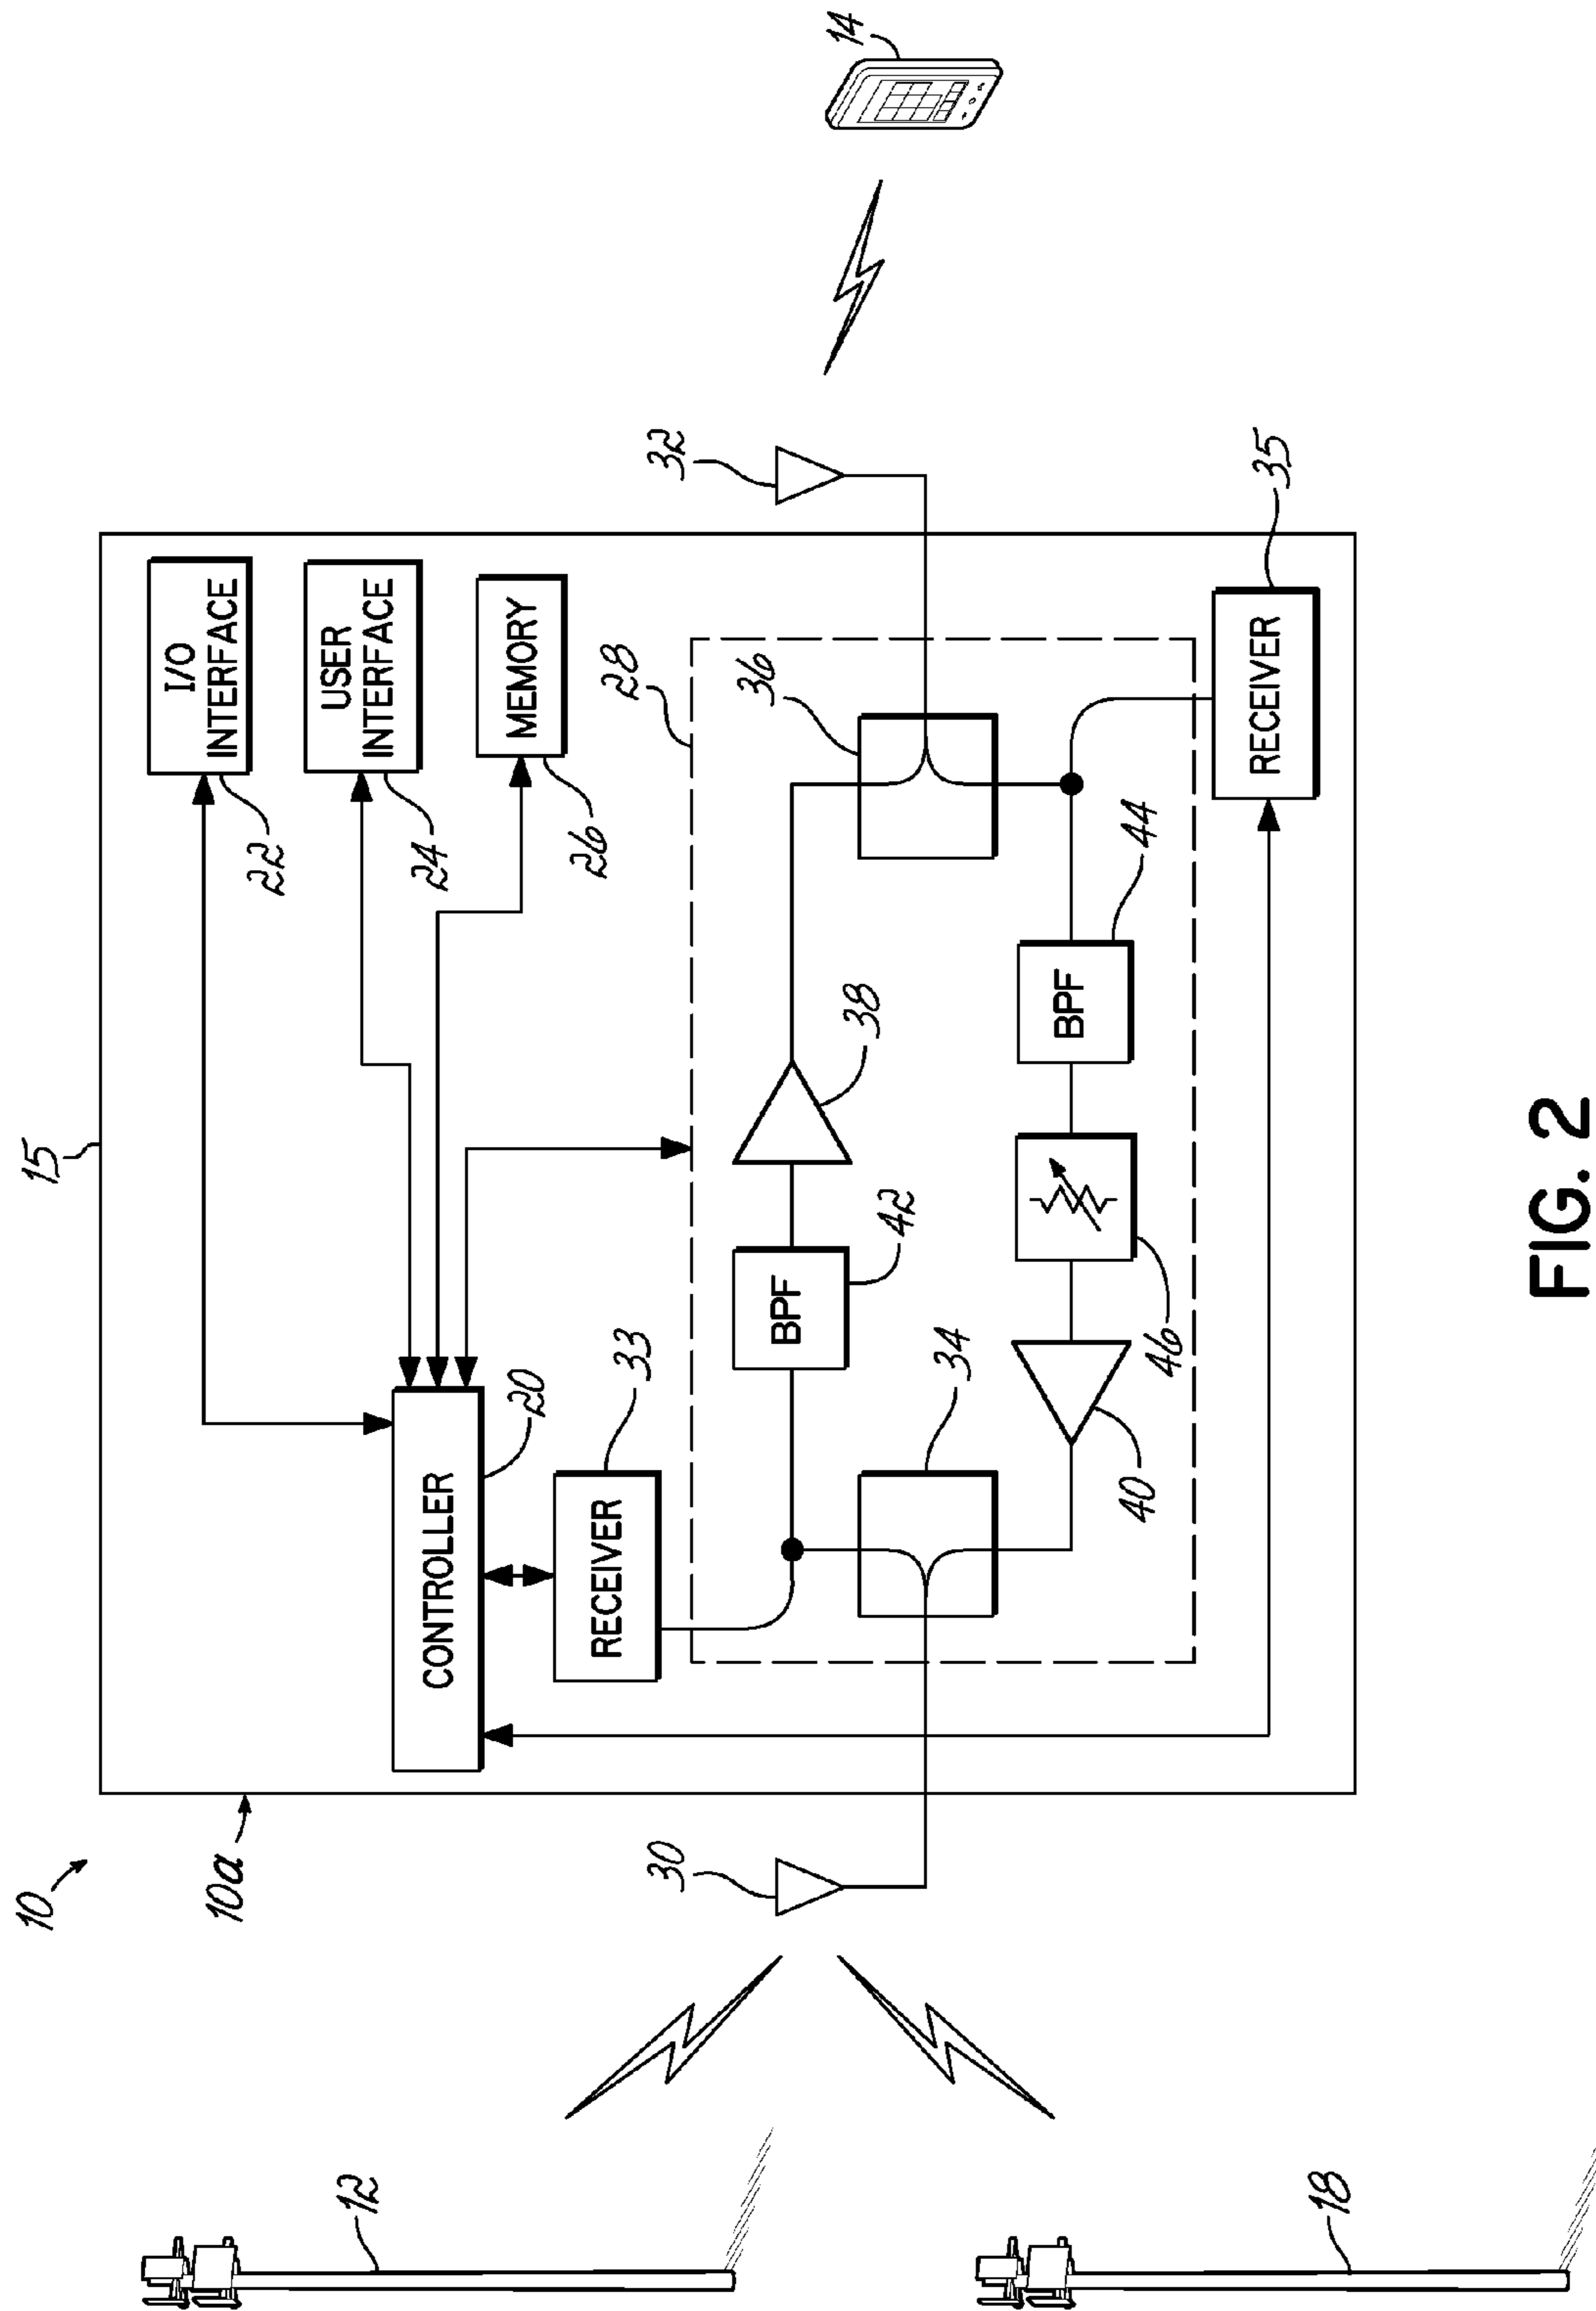 10
10a
15
I/O
INTERFACE
22
USER
INTERFACE
24
MEMORY
26
CONTROLLER
20
RECEIVER
33
28
12
30
BPF
42
38
36
32
14
34
40
46
BPF
44
RECEIVER
35
18
FIG. 2